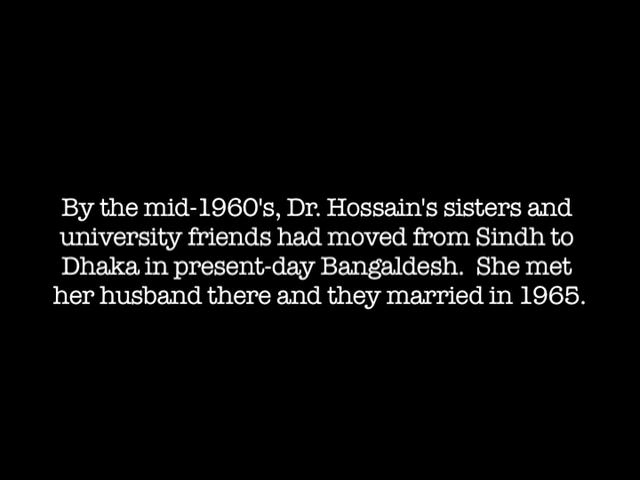 By the mid-1960's, Dr. Hossain's sisters and
university friends had moved from Sindh to
Dhaka in present-day Bangaldesh.  She met
her husband there and they married in 1965.